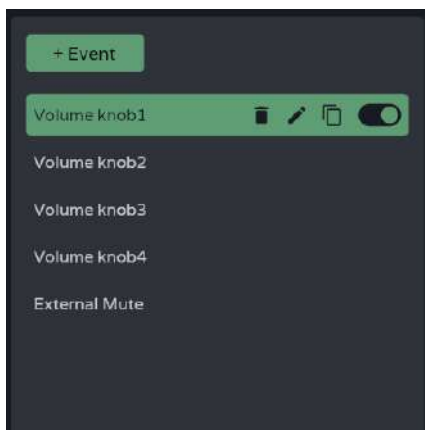 + Event
Volume knob1
Volume knob2
Volume knob3
Volume knob4
External Mute